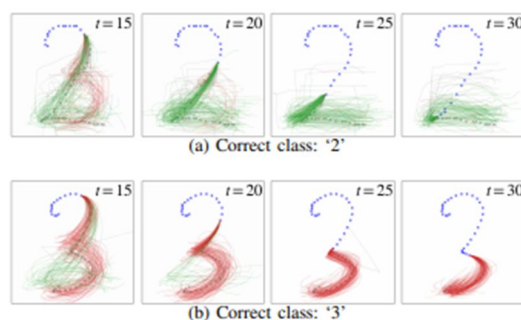 t=15 t=20 t=25 t=30
(a) Correct class: ‘2’
t=15 t=20 t=25 t=30
(b) Correct class: ‘3’